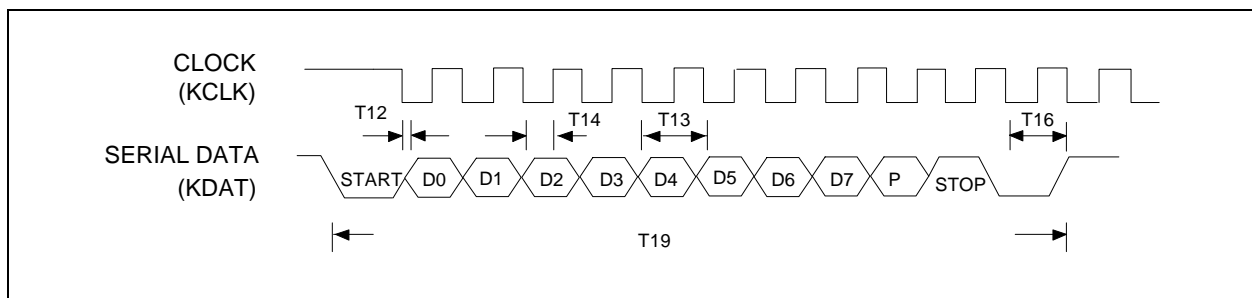 CLOCK
(KCLK)
T12
T14
T13
T16
SERIAL DATA
(KDAT)
START D0 D1 D2 D3 D4 D5 D6 D7 P STOP
T19